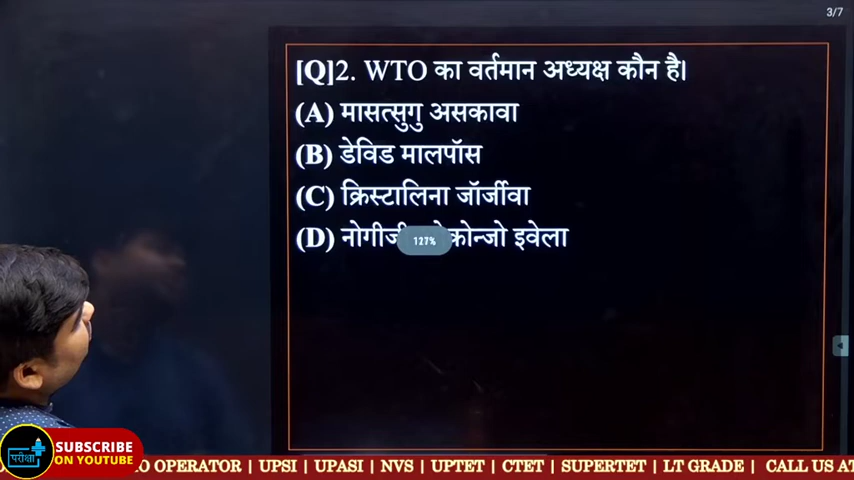 3/7
[Q]2. WTO का वर्तमान अध्यक्ष कौन है।
(A) मासत्सुगु असकावा
(B) डेविड मालपॉस
(C) क्रिस्टालिना जॉर्जीवा
(D) इवेला
127%
परीक्षा
SUBSCRIBE
ON YOUTUBE
OPERATOR | UPSI | UPASI | NVS | UPTET | CTET | SUPERTET | LT GRADE | CALL US